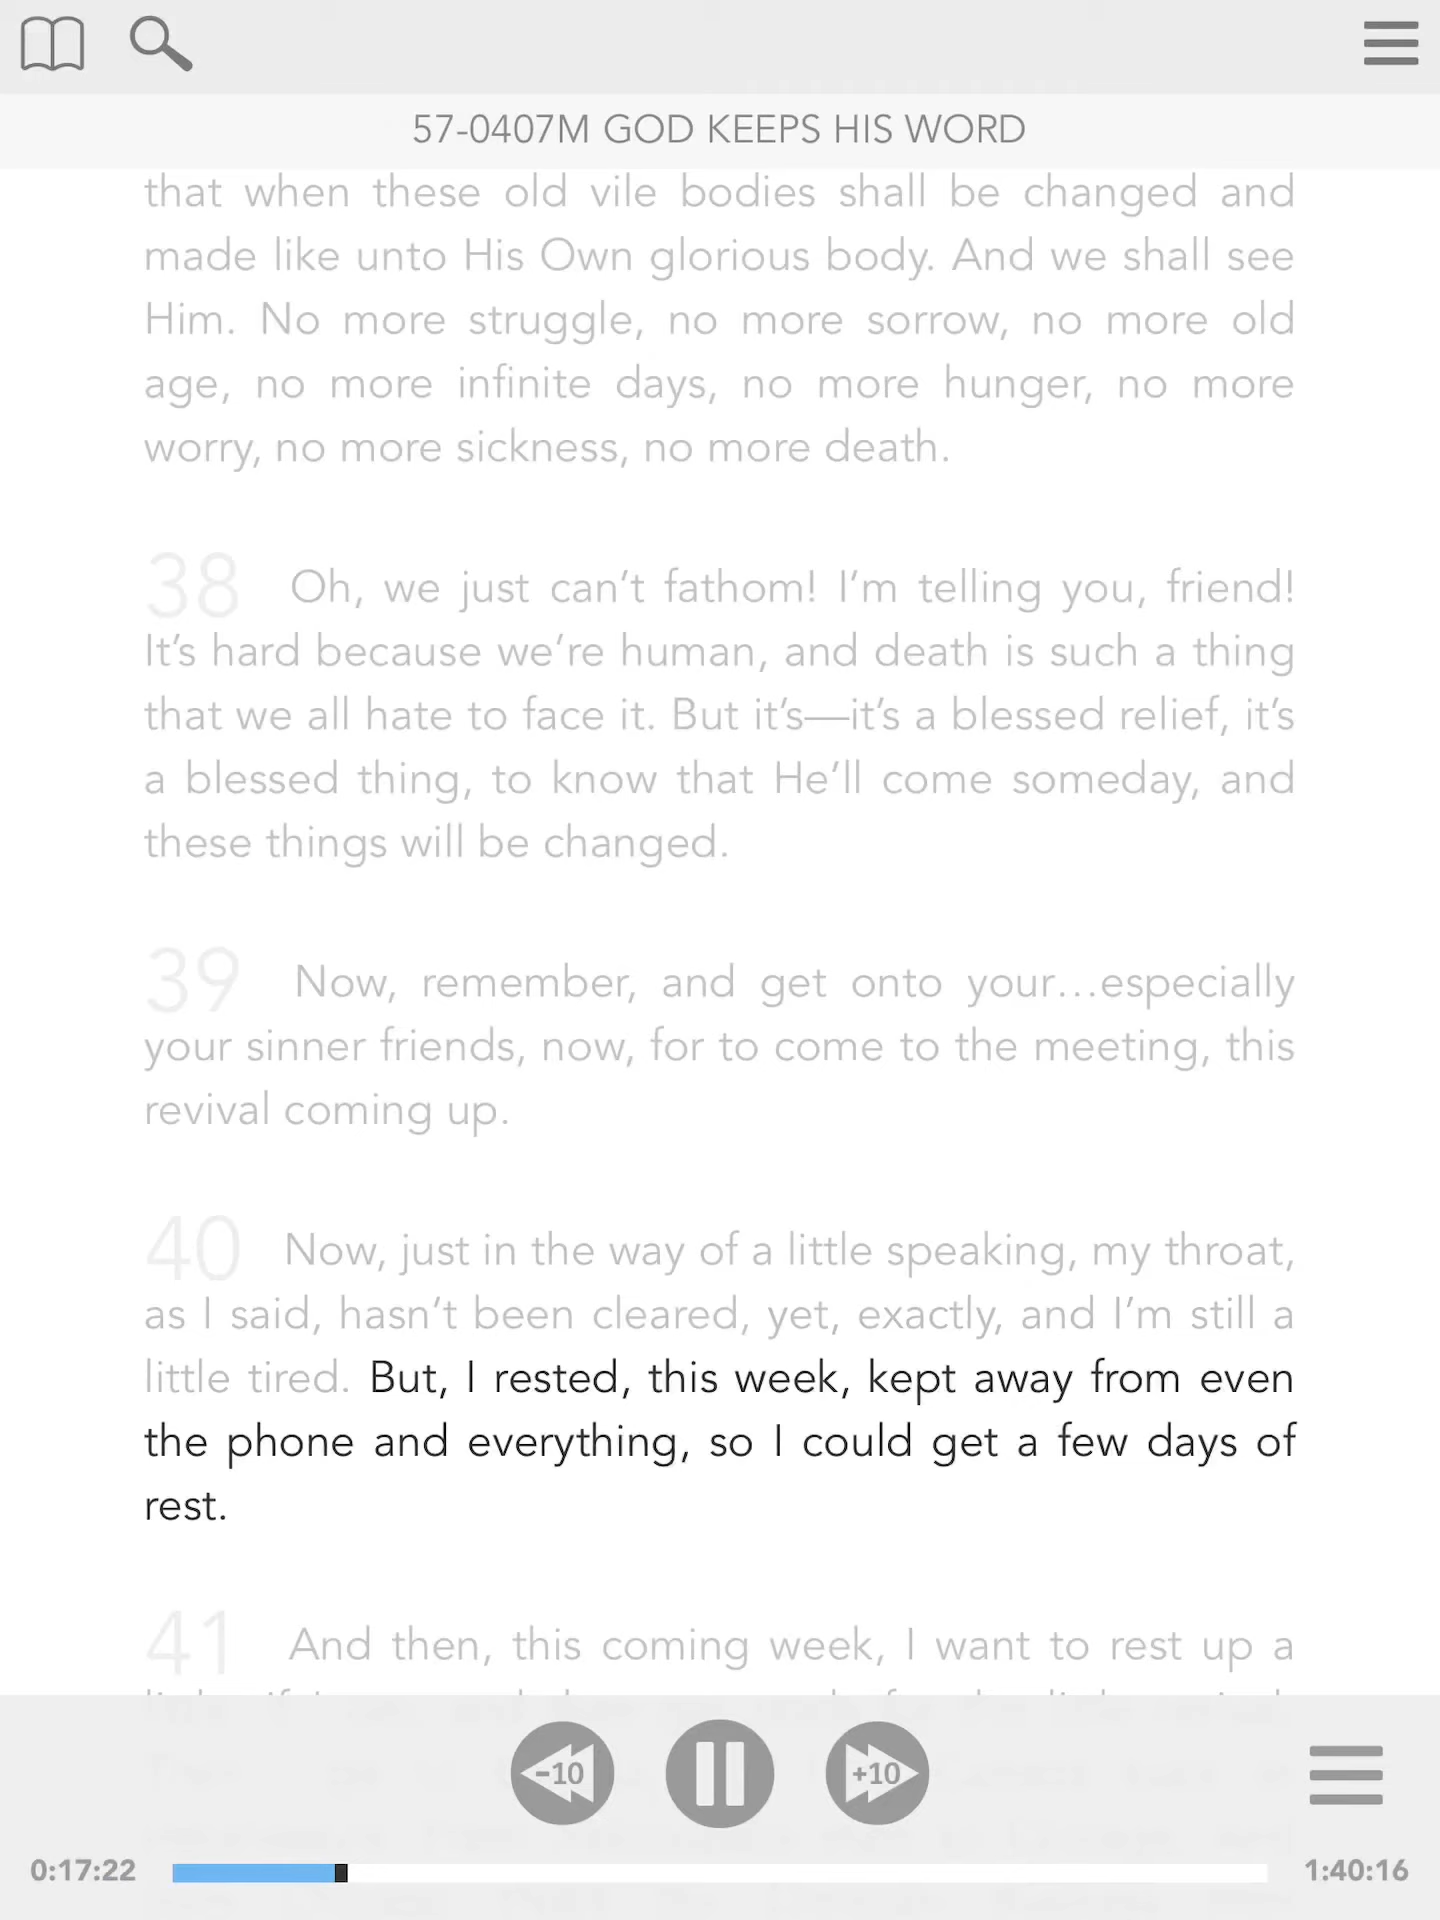 57-0407M GOD KEEPS HIS WORD
that when these old vile bodies shall be changed and
made like unto His Own glorious body. And we shall see
Him. No more struggle, no more sorrow, no more old
age, no more infinite days, no more hunger, no more
worry, no more sickness, no more death.
38 Oh, we just can’t fathom! I’m telling you, friend!
It’s hard because we’re human, and death is such a thing
that we all hate to face it. But it’s—it’s a blessed relief, it’s
a blessed thing, to know that He’ll come someday, and
these things will be changed.
39 Now, remember, and get onto your…especially
your sinner friends, now, for to come to the meeting, this
revival coming up.
40 Now, just in the way of a little speaking, my throat,
as I said, hasn’t been cleared, yet, exactly, and I’m still a
little tired. But, I rested, this week, kept away from even
the phone and everything, so I could get a few days of
rest.
41 And then, this coming week, I want to rest up a
-10 +10
0:17:22 1:40:16